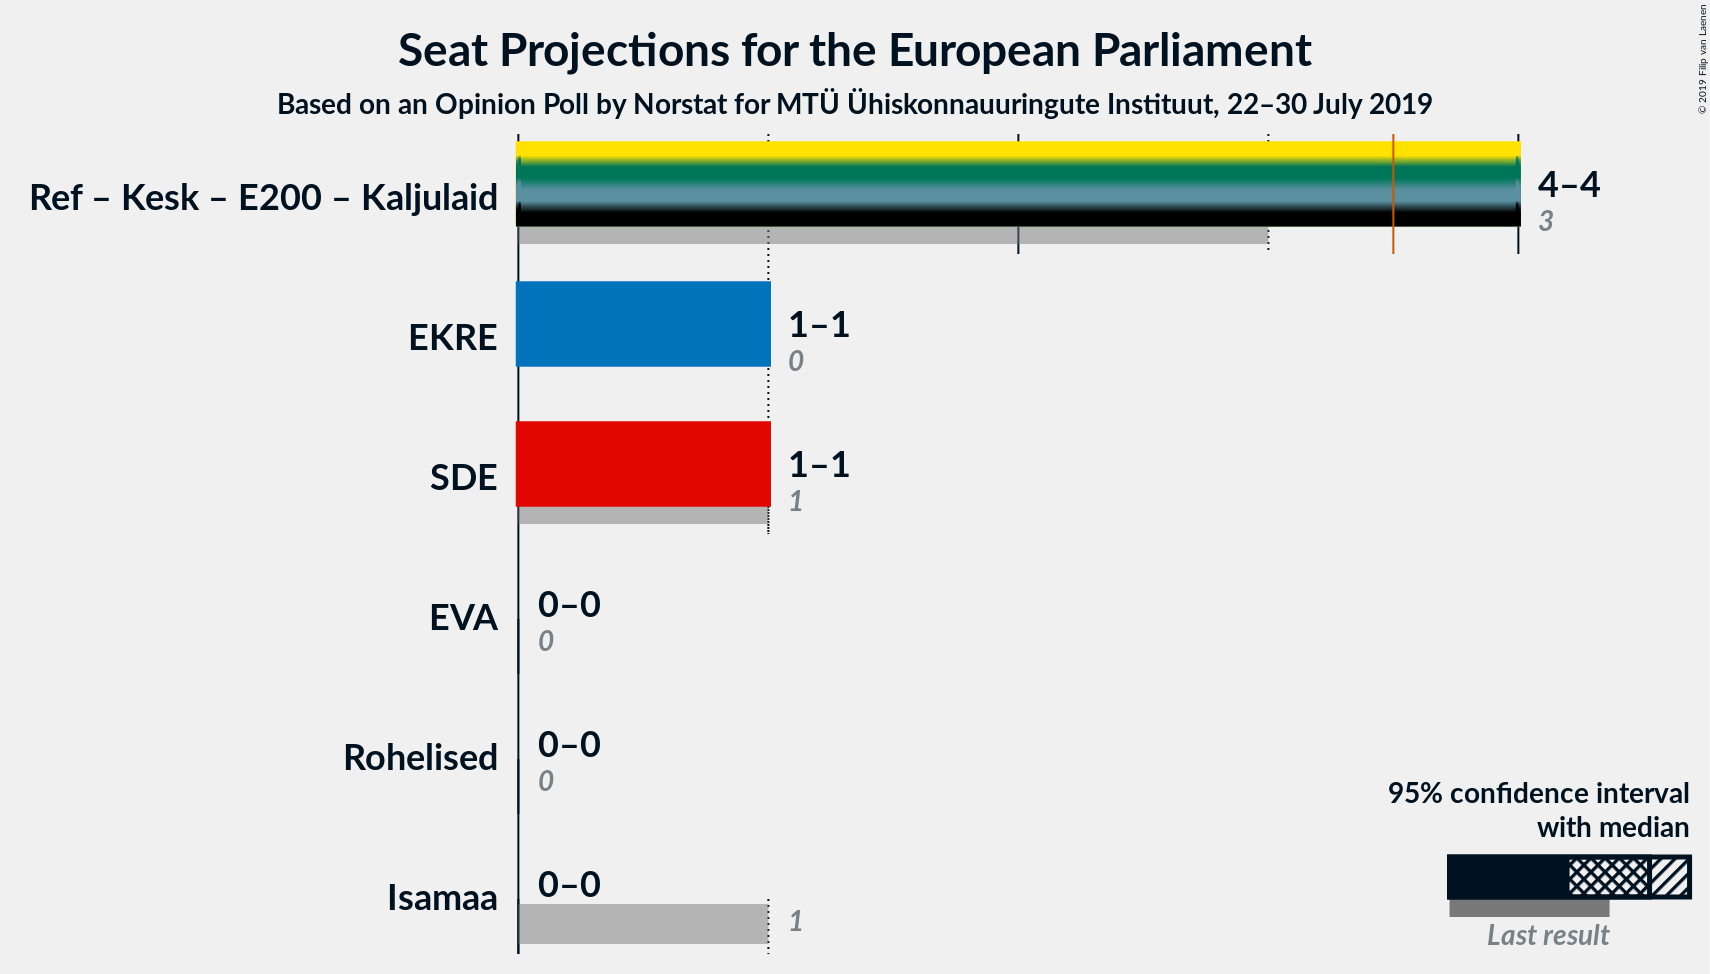 Seat Projections for the European Parliament
Based on an Opinion Poll by Norstat for MTÜ Ühiskonnauuringute Instituut, 22–30 July 2019
© 2019 Filip van Laenen
Ref – Kesk – E200 – Kaljulaid
4–4
3
EKRE
1–1
0
SDE
1–1
1
EVA
0–0
0
Rohelised
0–0
0
Isamaa
0–0
1
95% confidence interval
with median
Last result